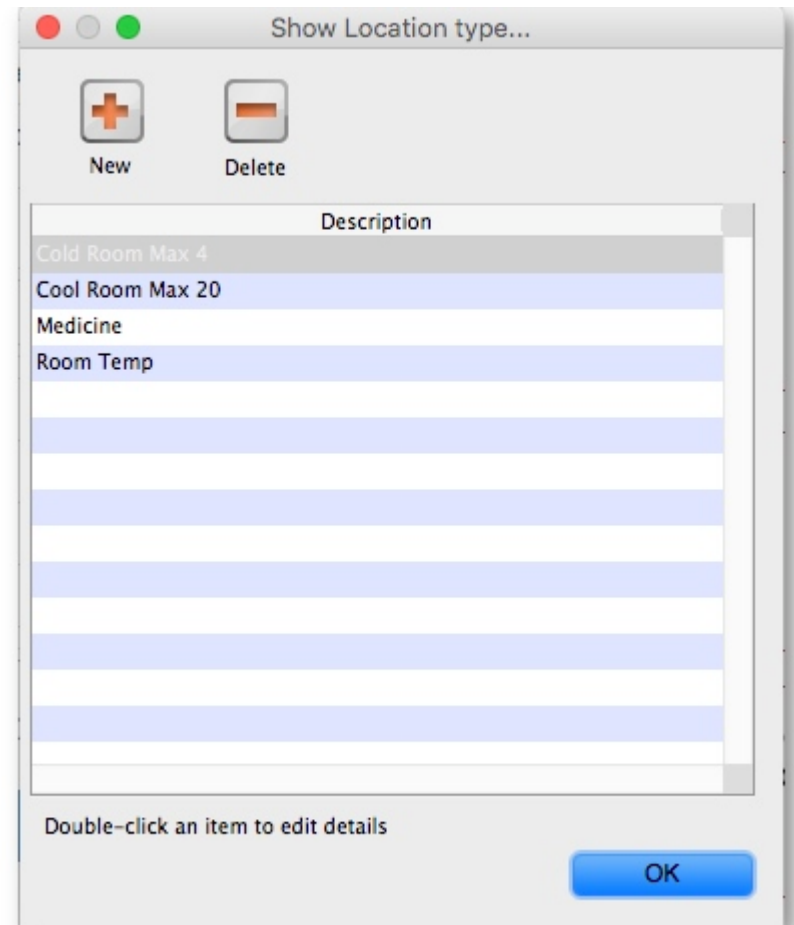 Show Location type...
New Delete
Description
Cold Room Max 4
Cool Room Max 20
Medicine
Room Temp
Double-click an item to edit details
OK